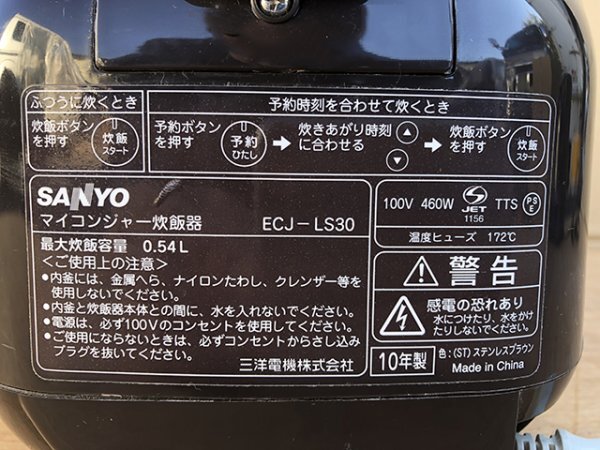 ふつうに炊くとき
炊飯ボタン
を押す
炊飯
スタート
予約時刻を合わせて炊くとき
予約ボタン
を押す
予約
ひたし
→
炊きあがり時刻
に合わせる
→
炊飯ボタン
を押す
炊飯
スタート
SANYO
マイコンジャー炊飯器 ECJ-LS30
最大炊飯容量 0.54L
<ご使用上の注意>
•内釜には、金属へら、ナイロンたわし、クレンザー等を
使用しないでください。
•内釜と炊飯器本体との間に、水を入れないでください。
•電源は、必ず100Vのコンセントを使用してください。
•ご使用にならないときは、必ずコンセントからさし込み
プラグを抜いてください。
三洋電機株式会社
100V 460W
JET
1156
TTS
PS
E
温度ヒューズ 172℃
警告
感電の恐れあり
水につけたり、水をかけ
たりしないでください。
10年製
色:(ST)ステンレスブラウン
Made in China